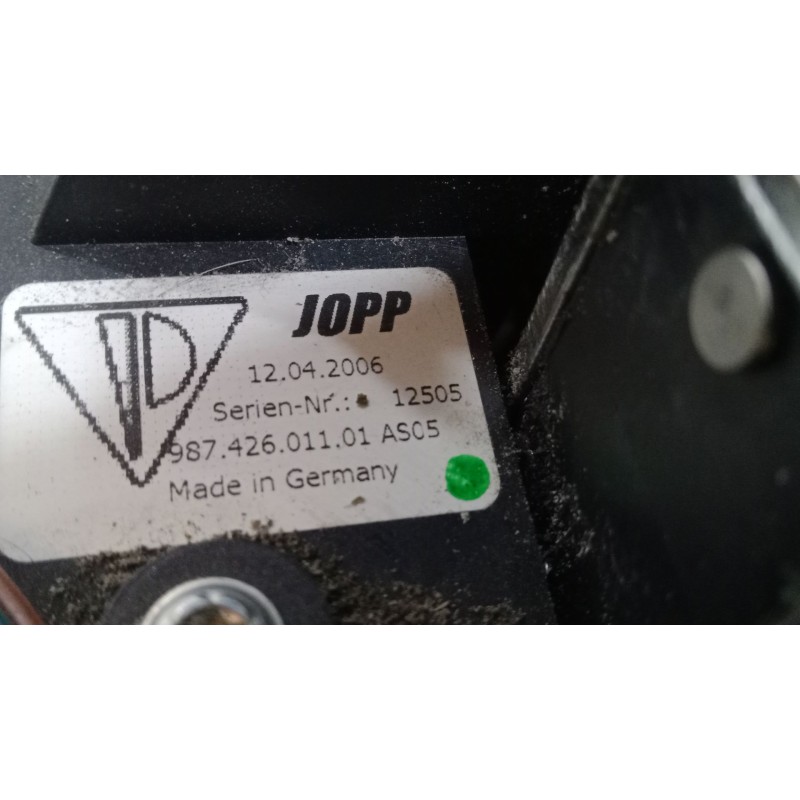 JOPP
12.04.2006
Serien-Nr.: 12505
987.426.011.01 AS05
Made in Germany